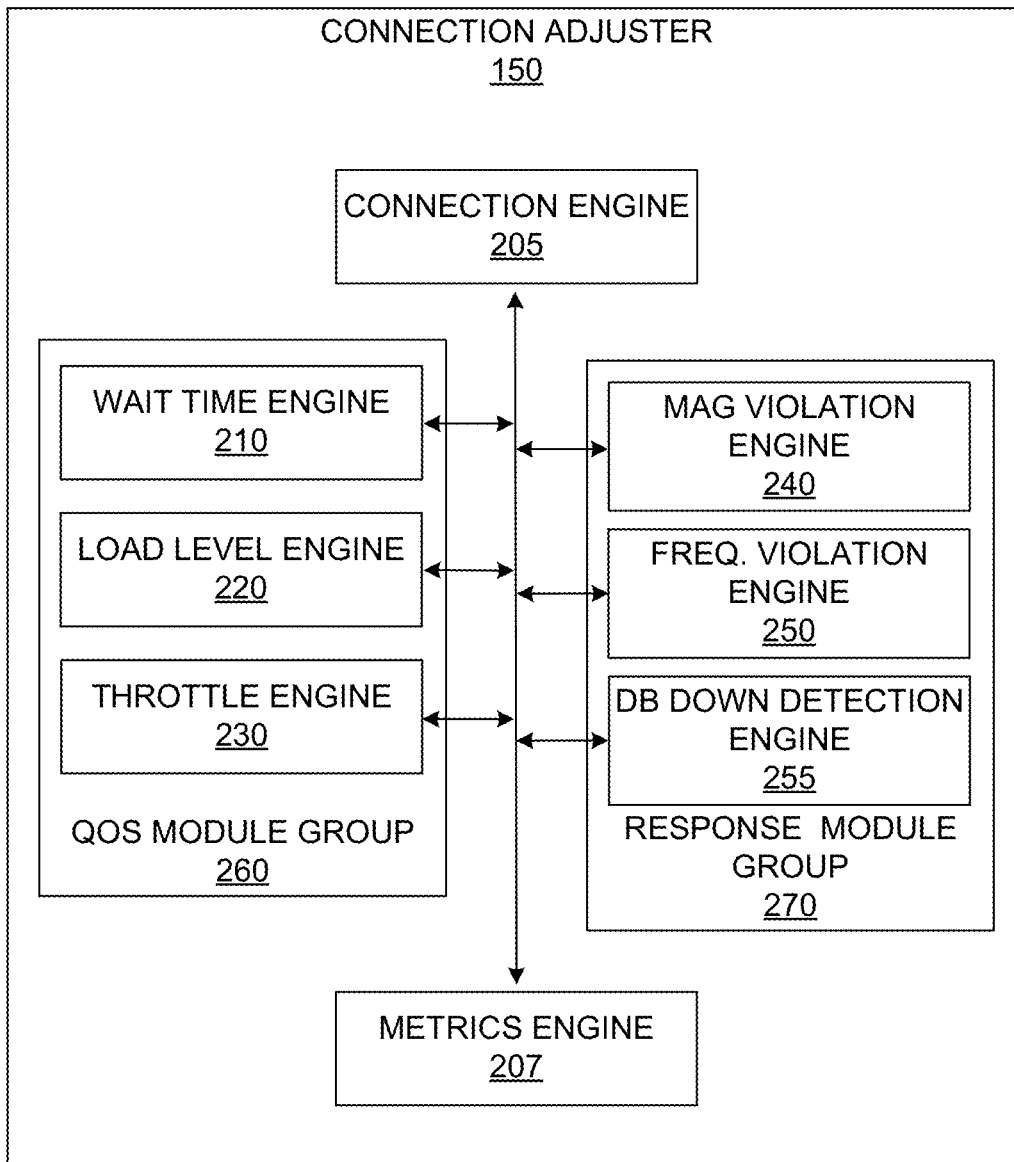 CONNECTION ADJUSTER
150
CONNECTION ENGINE
205
WAIT TIME ENGINE
210
LOAD LEVEL ENGINE
220
THROTTLE ENGINE
230
QOS MODULE GROUP
260
MAG VIOLATION
ENGINE
240
FREQ. VIOLATION
ENGINE
250
DB DOWN DETECTION
ENGINE
255
RESPONSE MODULE
GROUP
270
METRICS ENGINE
207